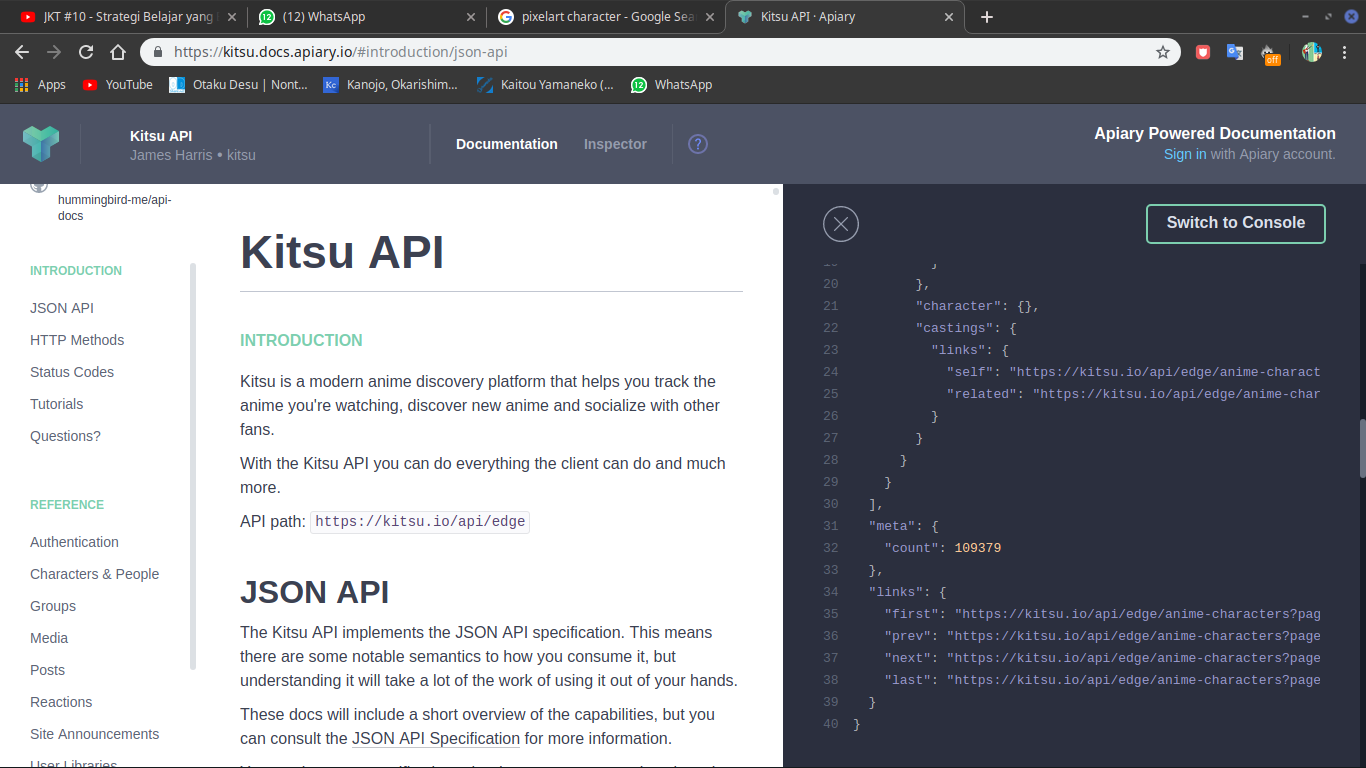 JKT #10 - Strategi Belajar yang
(12) WhatsApp
pixelart character - Google Sea
Kitsu API · Apiary
https://kitsu.docs.apiary.io/#introduction/json-api
off
Apps
YouTube
Otaku Desu | Nont...
Kc
Kanojo, Okarishim...
Kaitou Yamaneko (...
12
WhatsApp
Kitsu API
James Harris • kitsu
Documentation
Inspector
?
Apiary Powered Documentation
Sign in with Apiary account.
hummingbird-me/api-
docs
INTRODUCTION
JSON API
HTTP Methods
Status Codes
Tutorials
Questions?
REFERENCE
Authentication
Characters & People
Groups
Media
Posts
Reactions
Site Announcements
User Libraries
Kitsu API
INTRODUCTION
Kitsu is a modern anime discovery platform that helps you track the
anime you're watching, discover new anime and socialize with other
fans.
With the Kitsu API you can do everything the client can do and much
more.
API path: https://kitsu.io/api/edge
JSON API
The Kitsu API implements the JSON API specification. This means
there are some notable semantics to how you consume it, but
understanding it will take a lot of the work of using it out of your hands.
These docs will include a short overview of the capabilities, but you
can consult the JSON API Specification for more information.
Switch to Console
19 }
20 },
21 "character": {},
22 "castings": {
23 "links": {
24 "self": "https://kitsu.io/api/edge/anime-charact
25 "related": "https://kitsu.io/api/edge/anime-char
26 }
27 }
28 }
29 }
30 ],
31 "meta": {
32 "count": 109379
33 },
34 "links": {
35 "first": "https://kitsu.io/api/edge/anime-characters?pag
36 "prev": "https://kitsu.io/api/edge/anime-characters?page
37 "next": "https://kitsu.io/api/edge/anime-characters?page
38 "last": "https://kitsu.io/api/edge/anime-characters?page
39 }
40 }